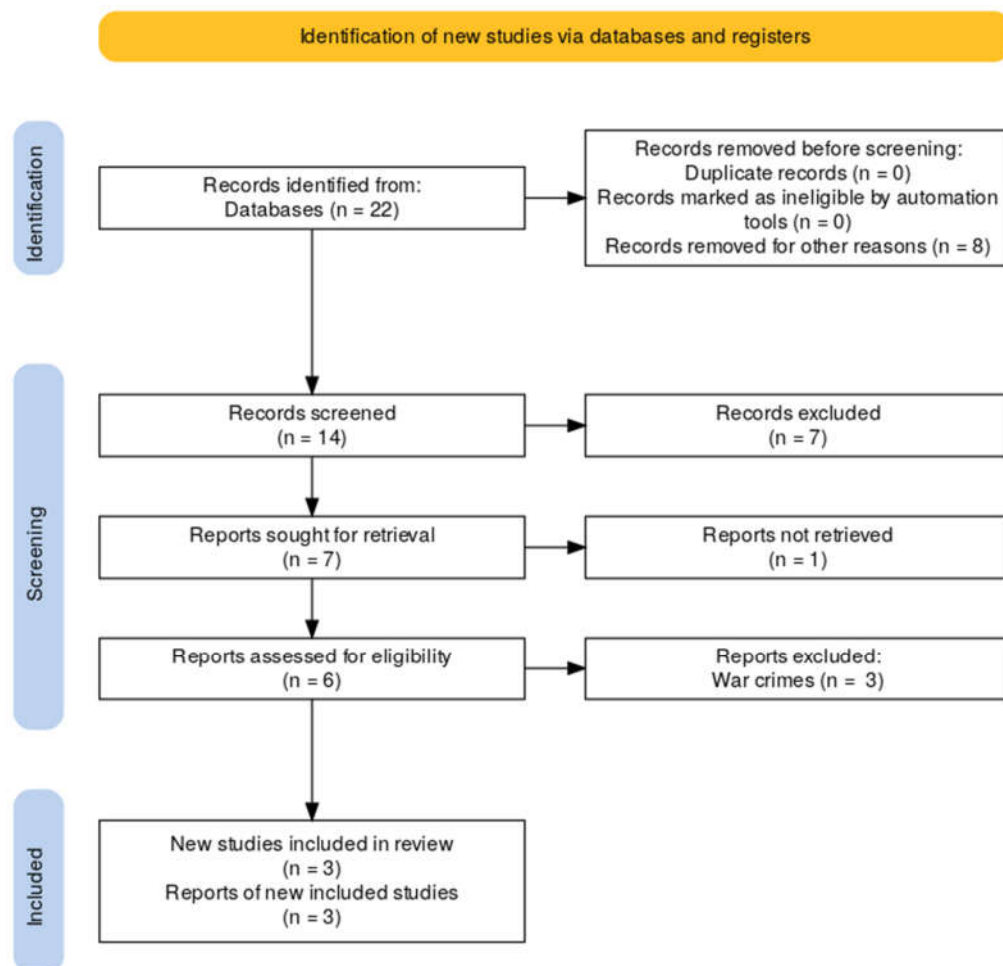 Identification of new studies via databases and registers
Identification
Records identified from:
Databases (n = 22)
Records removed before screening:
Duplicate records (n = 0)
Records marked as ineligible by automation
tools (n = 0)
Records removed for other reasons (n = 8)
Screening
Records screened
(n = 14)
Records excluded
(n = 7)
Reports sought for retrieval
(n = 7)
Reports not retrieved
(n = 1)
Reports assessed for eligibility
(n = 6)
Reports excluded:
War crimes (n = 3)
Included
New studies included in review
(n = 3)
Reports of new included studies
(n = 3)